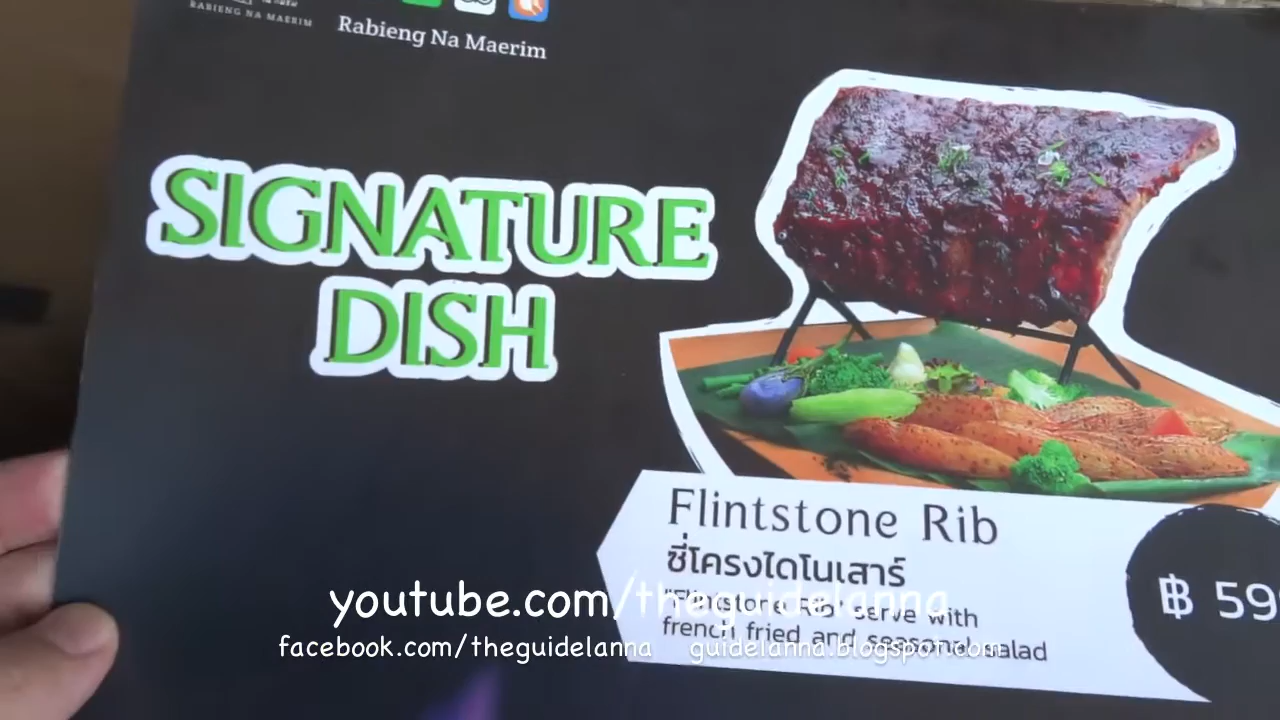 RABIENG NA MAERIM
Rabieng Na Maerim
SIGNATURE
DISH
Flintstone Rib
ซี่โครงไดโนเสาร์
"Flintstone Rib" serve with
french fried and seasonal salad
฿ 59
youtube.com/theguidelanna
facebook.com/theguidelanna guidelanna.blogspot.com